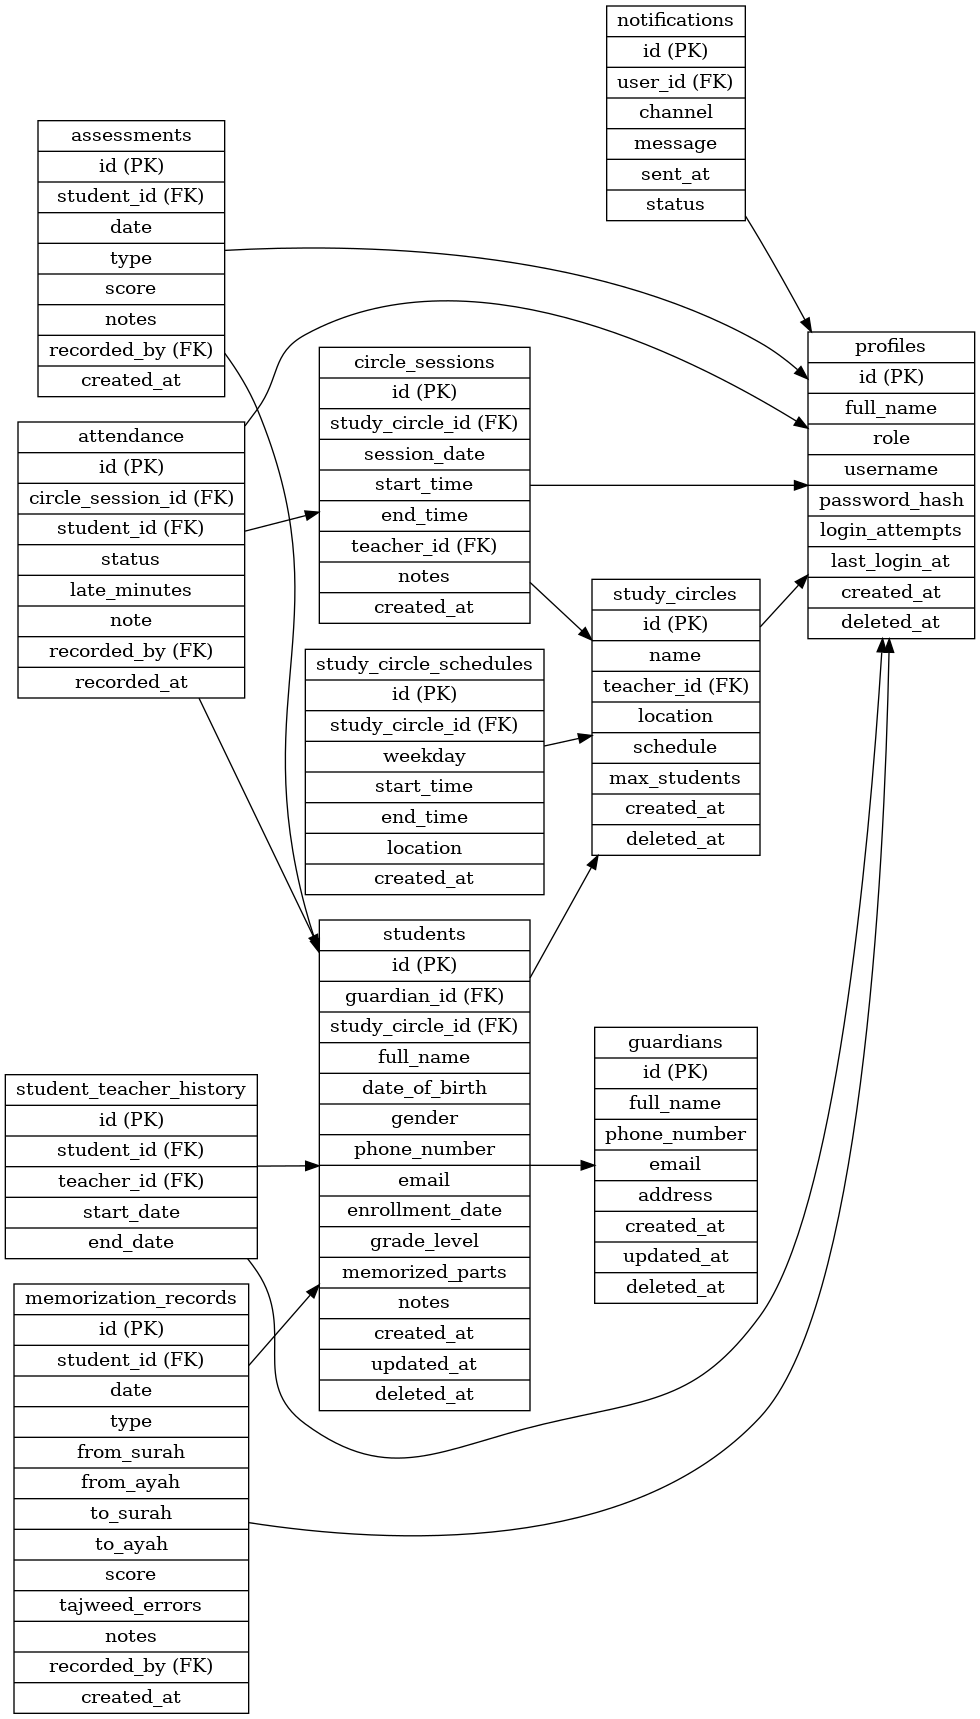 notifications
id (PK)
user_id (FK)
channel
message
sent_at
status
assessments
id (PK)
student_id (FK)
date
type
score
notes
recorded_by (FK)
created_at
attendance
id (PK)
circle_session_id (FK)
student_id (FK)
status
late_minutes
note
recorded_by (FK)
recorded_at
circle_sessions
id (PK)
study_circle_id (FK)
session_date
start_time
end_time
teacher_id (FK)
notes
created_at
profiles
id (PK)
full_name
role
username
password_hash
login_attempts
last_login_at
created_at
deleted_at
study_circles
id (PK)
name
teacher_id (FK)
location
schedule
max_students
created_at
deleted_at
study_circle_schedules
id (PK)
study_circle_id (FK)
weekday
start_time
end_time
location
created_at
students
id (PK)
guardian_id (FK)
study_circle_id (FK)
full_name
date_of_birth
gender
phone_number
email
enrollment_date
grade_level
memorized_parts
notes
created_at
updated_at
deleted_at
guardians
id (PK)
full_name
phone_number
email
address
created_at
updated_at
deleted_at
student_teacher_history
id (PK)
student_id (FK)
teacher_id (FK)
start_date
end_date
memorization_records
id (PK)
student_id (FK)
date
type
from_surah
from_ayah
to_surah
to_ayah
score
tajweed_errors
notes
recorded_by (FK)
created_at